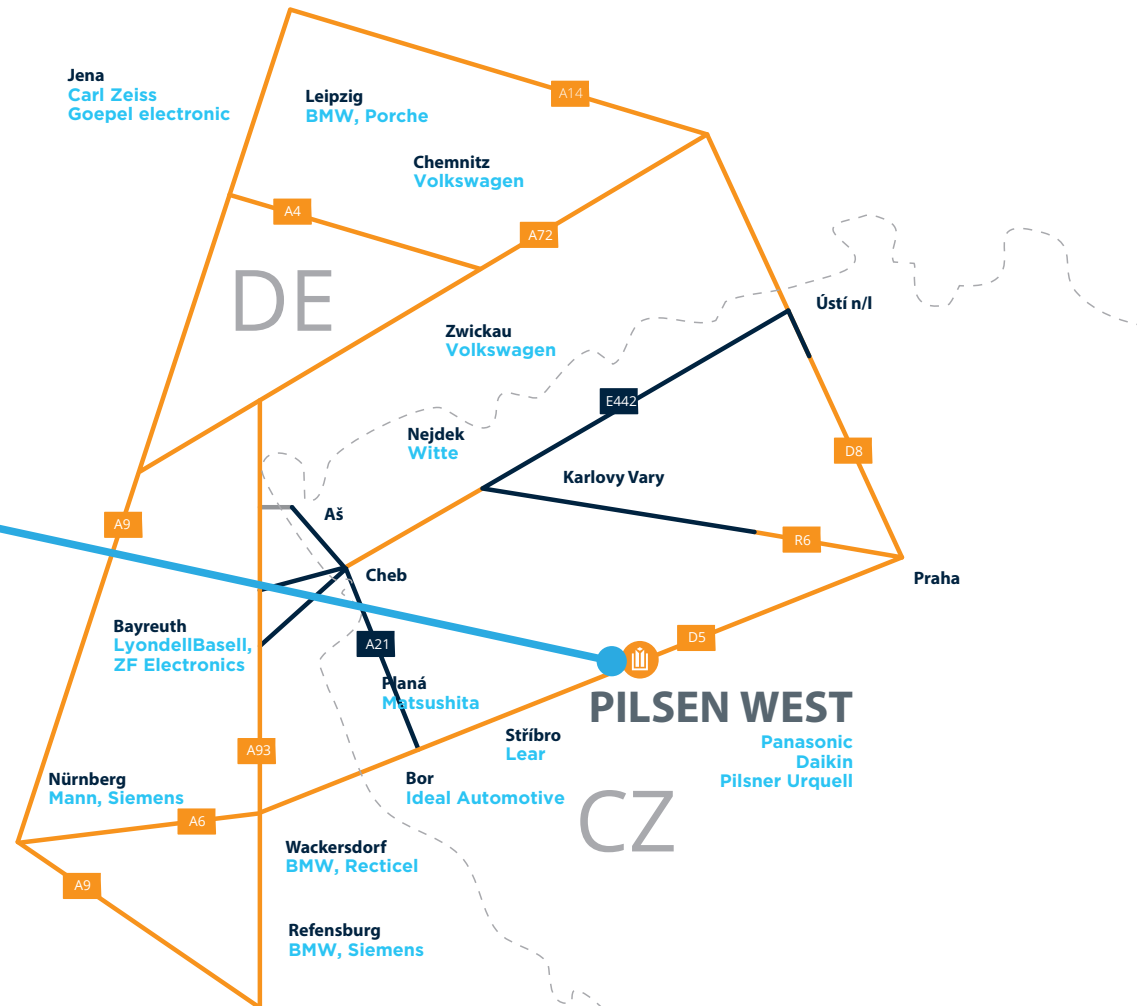 Jena
Carl Zeiss
Goepel electronic
Leipzig
BMW, Porche
A14
Chemnitz
Volkswagen
A4
A72
DE
Ústí n/l
Zwickau
Volkswagen
E442
Nejdek
Witte
D8
Karlovy Vary
Aš
A9
R6
Cheb
Praha
Bayreuth
LyondellBasell,
ZF Electronics
A21
D5
Planá
Matsushita
PILSEN WEST
Panasonic
Daikin
Pilsner Urquell
Stříbro
Lear
A93
Nürnberg
Mann, Siemens
Bor
Ideal Automotive
CZ
A6
Wackersdorf
BMW, Recticel
A9
Refensburg
BMW, Siemens